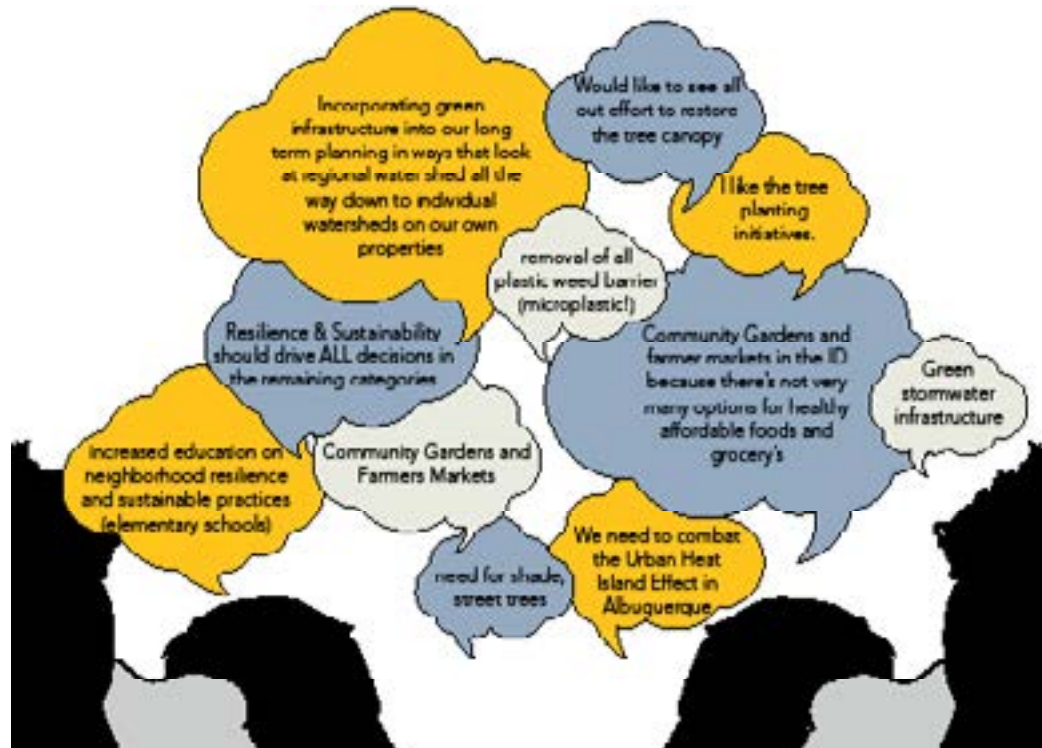 Incorporating green
infrastructure into our long
term planning in ways that look
at regional water shed all the
way down to individual
watersheds on our own
properties
Would like to see all
out effort to restore
the tree canopy
I like the tree
planting
initiatives.
removal of all
plastic weed barrier
(microplastic!)
Resilience & Sustainability
should drive ALL decisions in
the remaining categories
Community Gardens and
farmer markets in the ID
because there's not very
many options for healthy
affordable foods and
grocery's
Green
stormwater
infrastructure
increased education on
neighborhood resilience
and sustainable practices
(elementary schools)
Community Gardens and
Farmers Markets
need for shade,
street trees
We need to combat
the Urban Heat
Island Effect in
Albuquerque